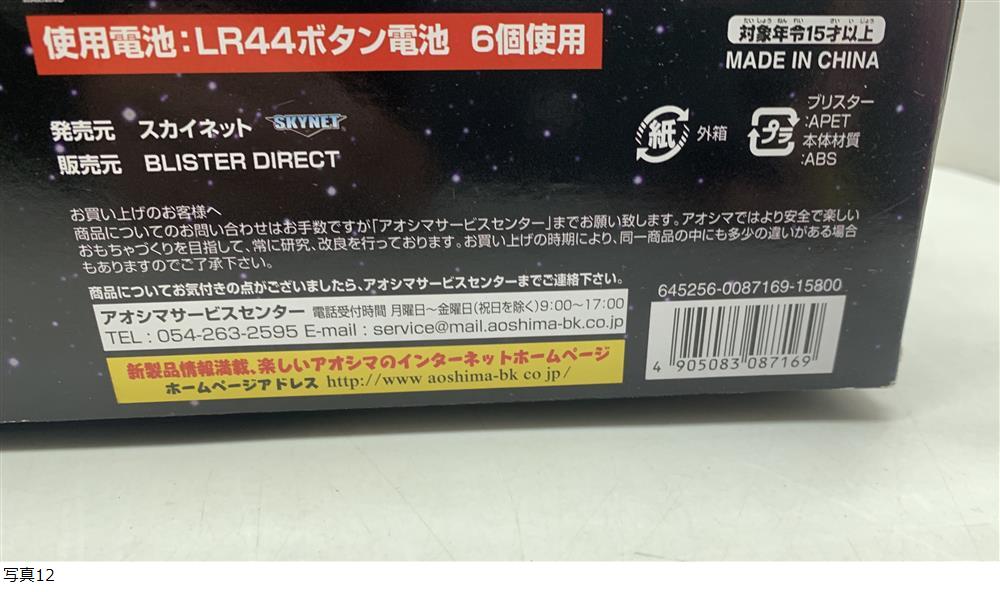 使用電池:LR44ボタン電池 6個使用
たいしょうねんれい さいいじょう
対象年令15才以上
MADE IN CHINA
発売元 スカイネット SKYNET
販売元 BLISTER DIRECT
紙 外箱
プラ
ブリスター
:APET
本体材質
:ABS
お買い上げのお客様へ
商品についてのお問い合わせはお手数ですが「アオシマサービスセンター」までお願い致します。アオシマではより安全で楽しい
おもちゃづくりを目指して、常に研究、改良を行っております。お買い上げの時期により、同一商品の中にも多少の違いがある場合
もありますのでご了承下さい。
商品についてお気付きの点がございましたら、アオシマサービスセンターまでご連絡下さい。
アオシマサービスセンター 電話受付時間 月曜日〜金曜日(祝日を除く)9:00〜17:00
TEL : 054-263-2595 E-mail : service@mail.aoshima-bk.co.jp
新製品情報満載、楽しいアオシマのインターネットホームページ
ホームページアドレス http://www aoshima-bk co jp/
645256-0087169-15800
4 905083 087169
写真12